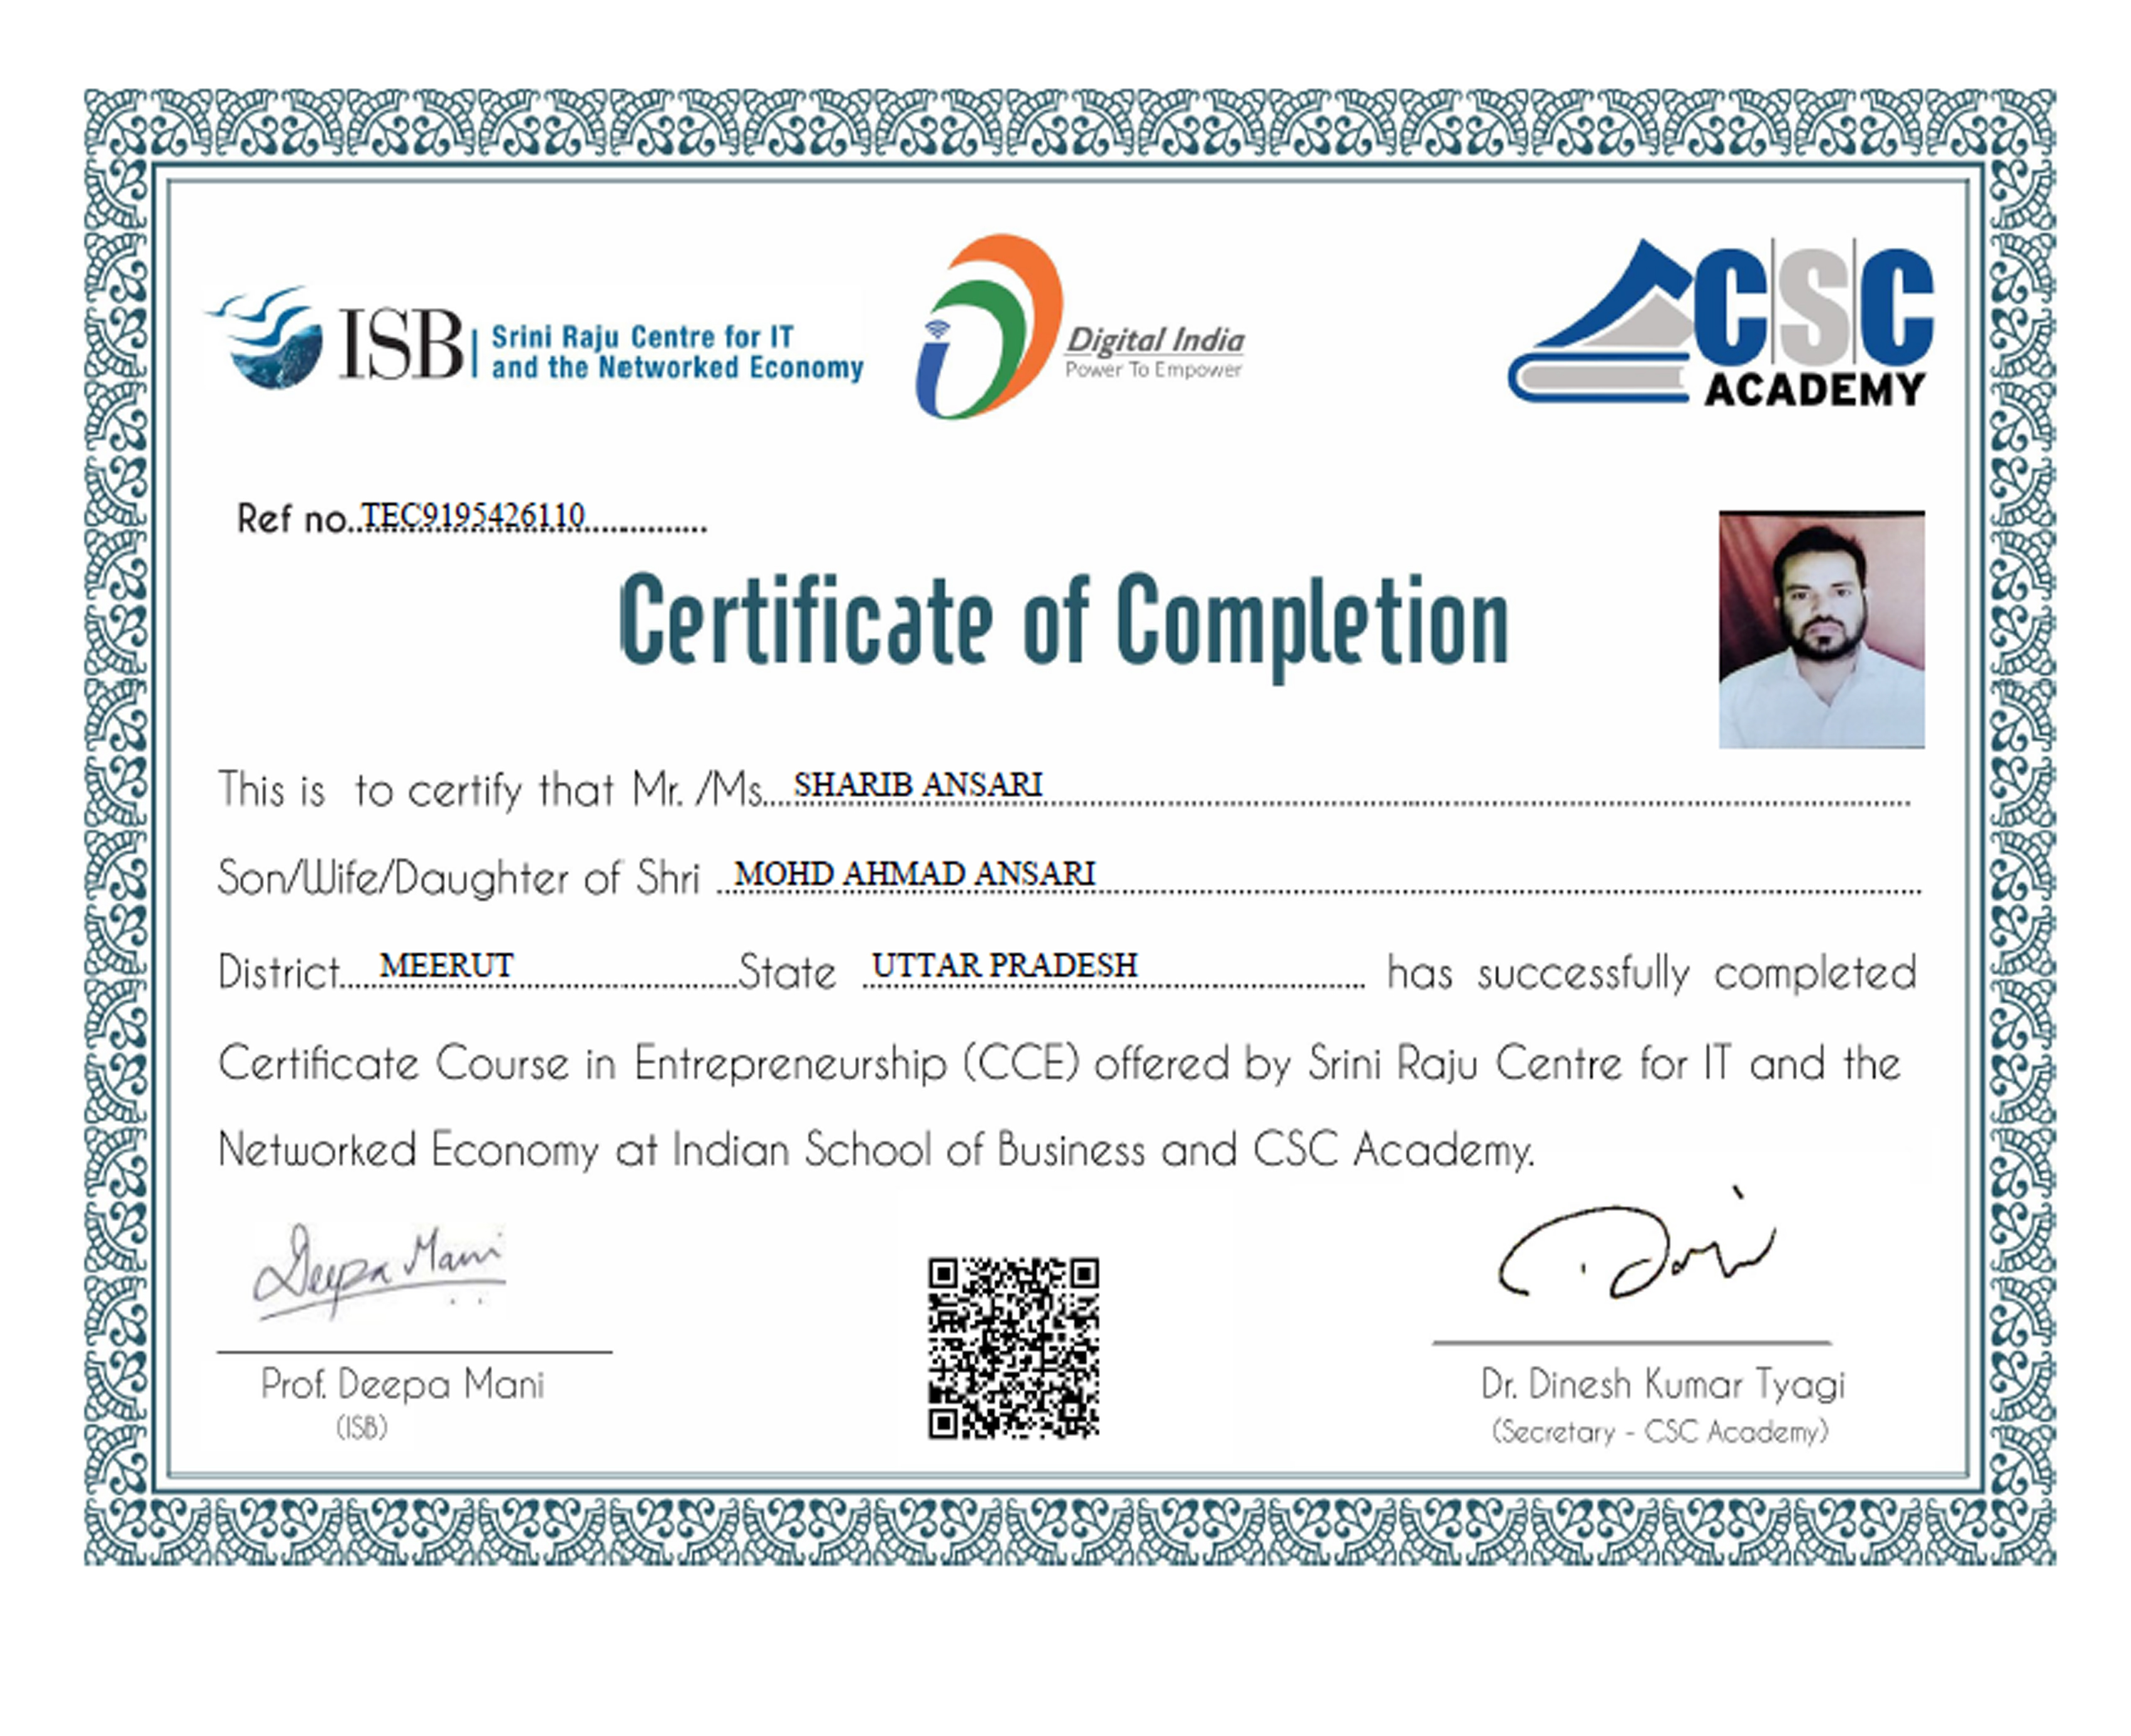 ISB | Srini Raju Centre for IT
and the Networked Economy
Digital India
Power To Empower
CSC
ACADEMY
Ref no..TEC9195426110..............
Certificate of Completion
This is to certify that Mr. /Ms....SHARIB ANSARI
Son/Wife/Daughter of Shri ..MOHD AHMAD ANSARI
District....MEERUT....State UTTAR PRADESH.... has successfully completed
Certificate Course in Entrepreneurship (CCE) offered by Srini Raju Centre for IT and the
Networked Economy at Indian School of Business and CSC Academy.
Deepa Mani
Prof. Deepa Mani
(ISB)
Dr. Dinesh Kumar Tyagi
(Secretary - CSC Academy)